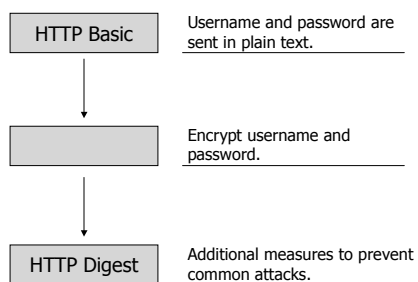 HTTP Basic
Username and password are
sent in plain text.
Encrypt username and
password.
HTTP Digest
Additional measures to prevent
common attacks.